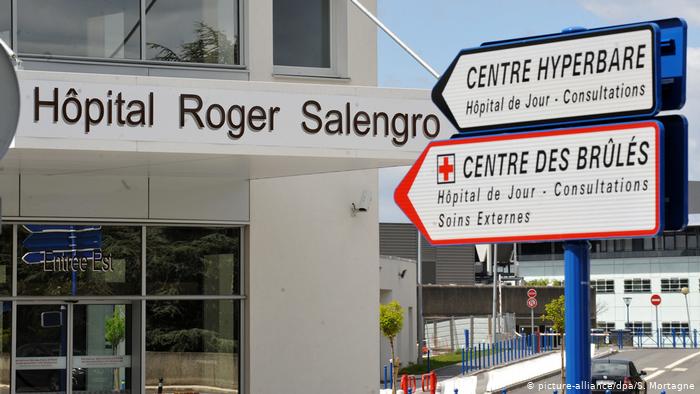 Hôpital Roger Salengro
Entrée Est
CENTRE HYPERBARE
Hôpital de Jour - Consultations
CENTRE DES BRÛLÉS
Hôpital de Jour - Consultations
Soins Externes
© picture-alliance/dpa/S. Mortagne